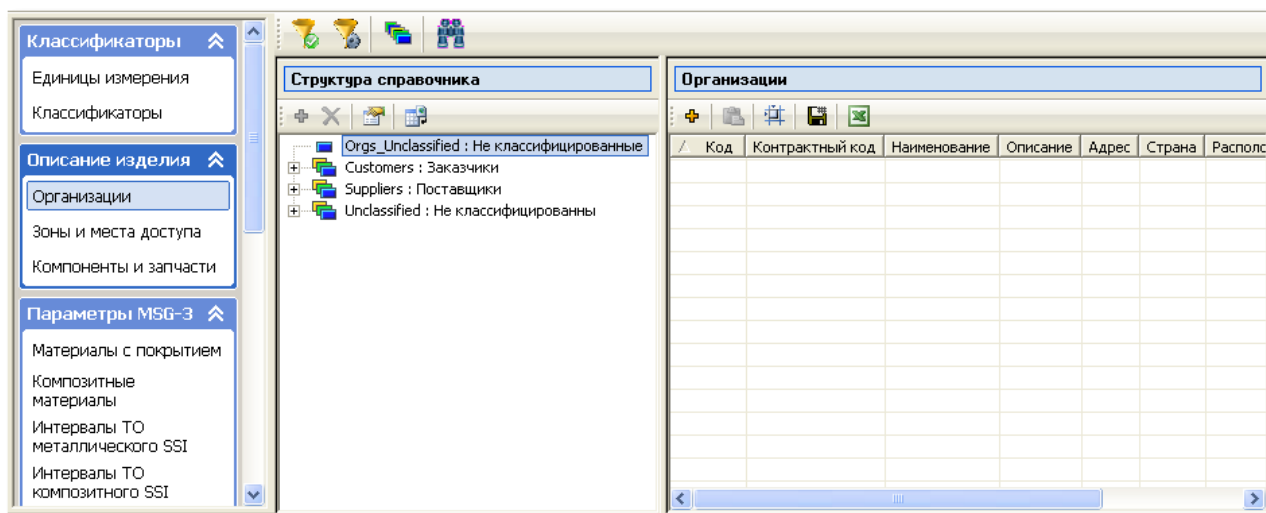 Классификаторы
Единицы измерения
Классификаторы
Описание изделия
Организации
Зоны и места доступа
Компоненты и запчасти
Параметры MSG-3
Материалы с покрытием
Композитные
материалы
Интервалы ТО
металлического SSI
Интервалы ТО
композитного SSI
Структура справочника
Orgs_Unclassified : Не классифицированные
Customers : Заказчики
Suppliers : Поставщики
Unclassified : Не классифицированны
Организации
Код Контрактный код Наименование Описание Адрес Страна Располо